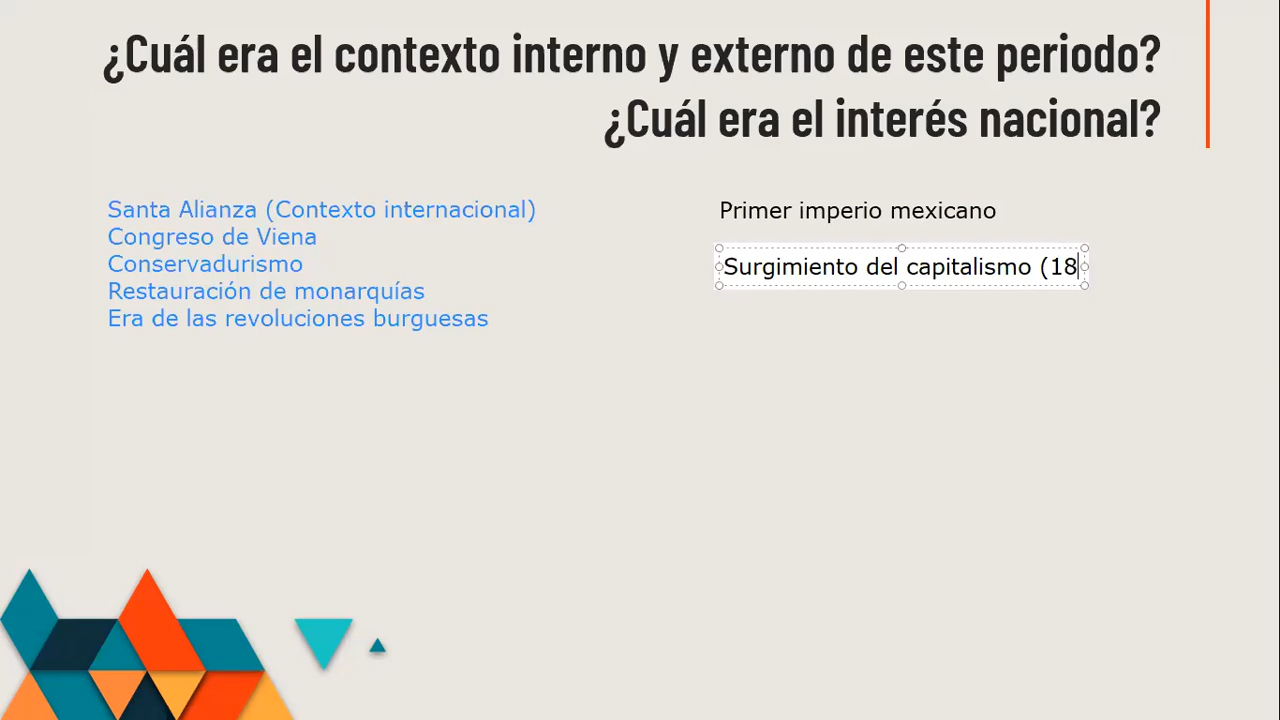 ¿Cuál era el contexto interno y externo de este periodo?
¿Cuál era el interés nacional?
Santa Alianza (Contexto internacional)
Congreso de Viena
Conservadurismo
Restauración de monarquías
Era de las revoluciones burguesas
Primer imperio mexicano
Surgimiento del capitalismo (18